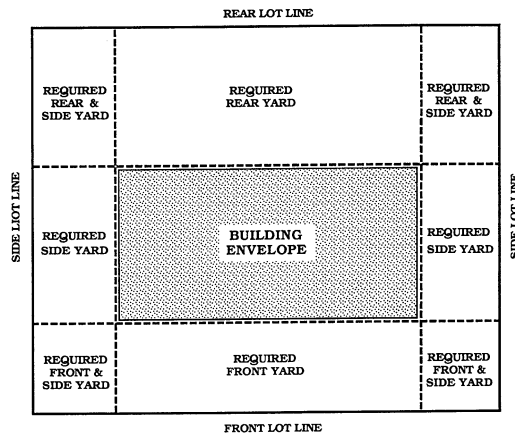 REAR LOT LINE
REQUIRED
REAR &
SIDE YARD
REQUIRED
REAR YARD
REQUIRED
REAR &
SIDE YARD
SIDE LIOT LINE
REQUIRED
SIDE YARD
BUILDING
ENVELOPE
REQUIRED
SIDE YARD
SIDE LOT LINE
REQUIRED
FRONT &
SIDE YARD
REQUIRED
FRONT YARD
REQUIRED
FRONT &
SIDE YARD
FRONT LOT LINE